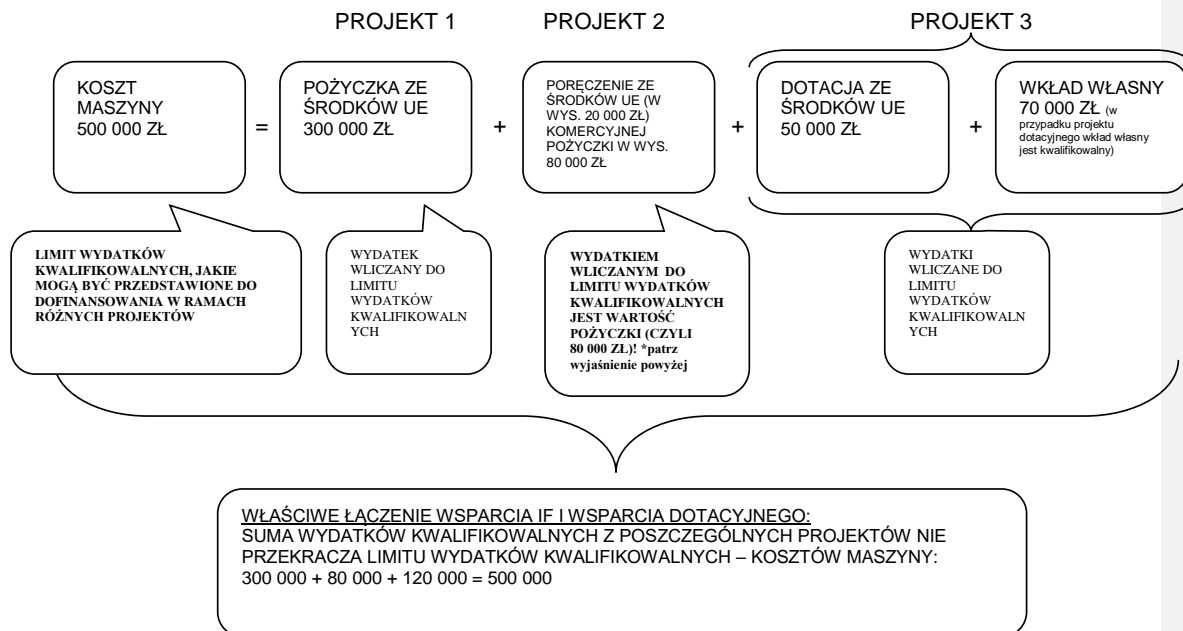 PROJEKT 1
PROJEKT 2
PROJEKT 3
KOSZT
MASZYNY
500 000 ZŁ
=
POŻYCZKA ZE
ŚRODKÓW UE
300 000 ZŁ
+
PORĘCZENIE ZE
ŚRODKÓW UE (W
WYS. 20 000 ZŁ)
KOMERCYJNEJ
POŻYCZKI W WYS.
80 000 ZŁ
+
DOTACJA ZE
ŚRODKÓW UE
50 000 ZŁ
+
WKŁAD WŁASNY
70 000 ZŁ (w
przypadku projektu
dotacyjnego wkład własny
jest kwalifikowalny)
LIMIT WYDATKÓW
KWALIFIKOWALNYCH, JAKIE
MOGĄ BYĆ PRZEDSTAWIONE DO
DOFINANSOWANIA W RAMACH
RÓŻNYCH PROJEKTÓW
WYDATEK
WLICZANY DO
LIMITU
WYDATKÓW
KWALIFIKOWALN
YCH
WYDATKIEM
WLICZANYM DO
LIMITU WYDATKÓW
KWALIFIKOWALNYCH
JEST WARTOŚĆ
POŻYCZKI (CZYLI
80 000 ZŁ)! *patrz
wyjaśnienie powyżej
WYDATKI
WLICZANE DO
LIMITU
WYDATKÓW
KWALIFIKOWALN
YCH
WŁAŚCIWE ŁĄCZENIE WSPARCIA IF I WSPARCIA DOTACYJNEGO:
SUMA WYDATKÓW KWALIFIKOWALNYCH Z POSZCZEGÓLNYCH PROJEKTÓW NIE
PRZEKRACZA LIMITU WYDATKÓW KWALIFIKOWALNYCH – KOSZTÓW MASZYNY:
300 000 + 80 000 + 120 000 = 500 000